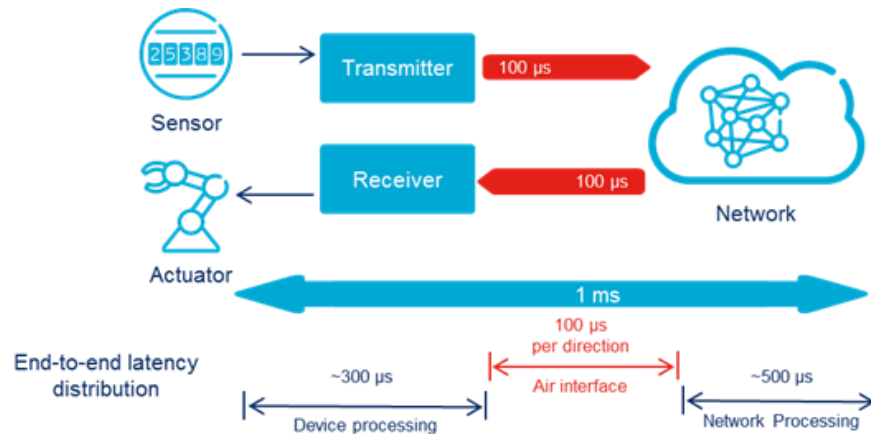 25389
Sensor
Transmitter
100 µs
Receiver
100 µs
Network
Actuator
1 ms
End-to-end latency
distribution
~300 µs
Device processing
100 µs
per direction
Air interface
~500 µs
Network Processing